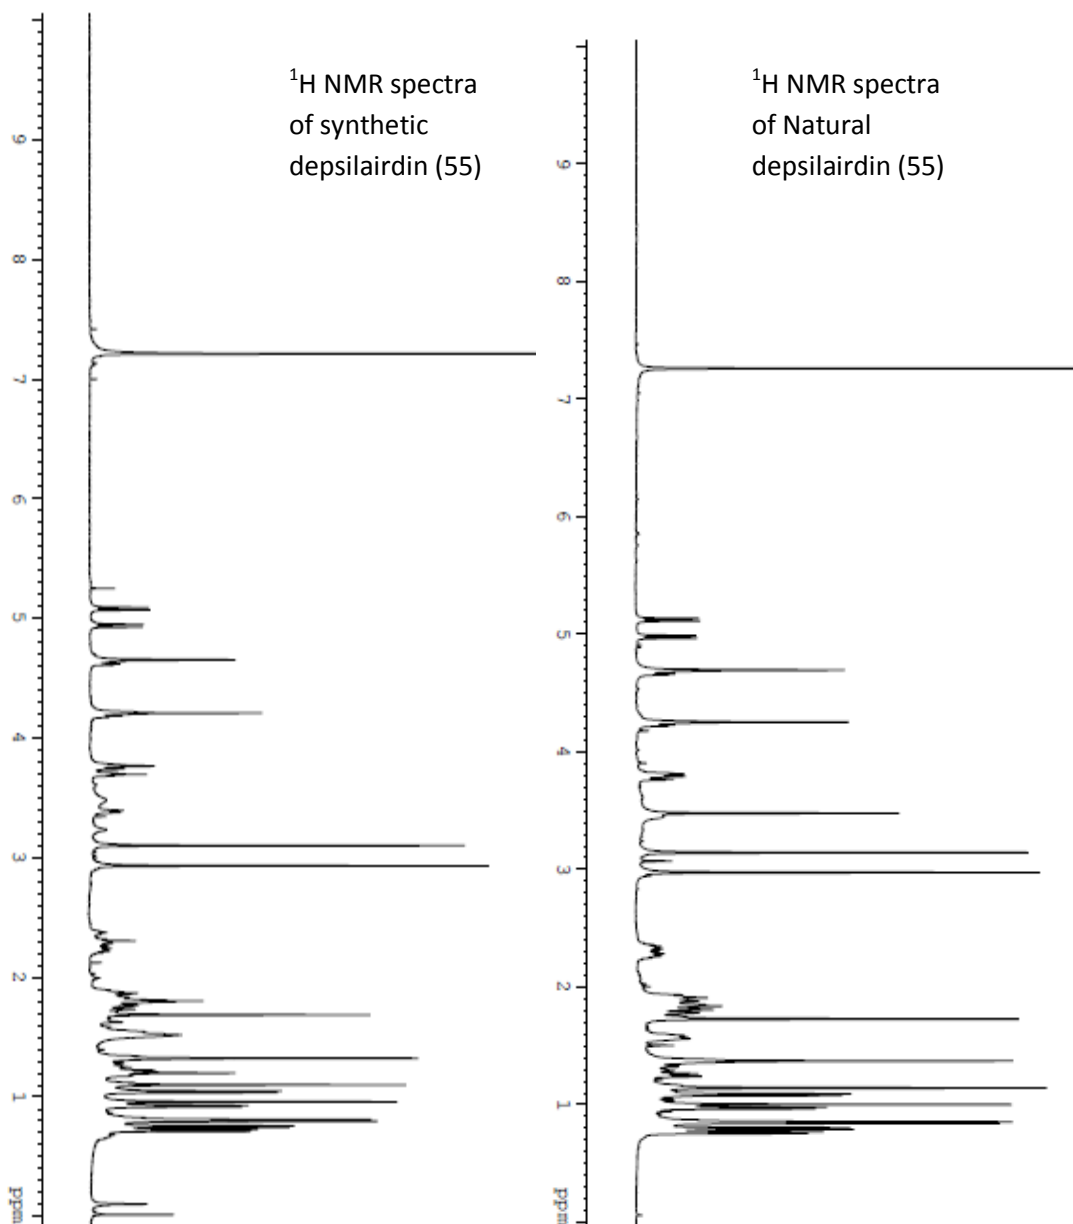 ¹H NMR spectra
of synthetic
depsilairdin (55)
¹H NMR spectra
of Natural
depsilairdin (55)
9
8
7
6
5
4
3
2
1
ppm
9
8
7
6
5
4
3
2
1
ppm